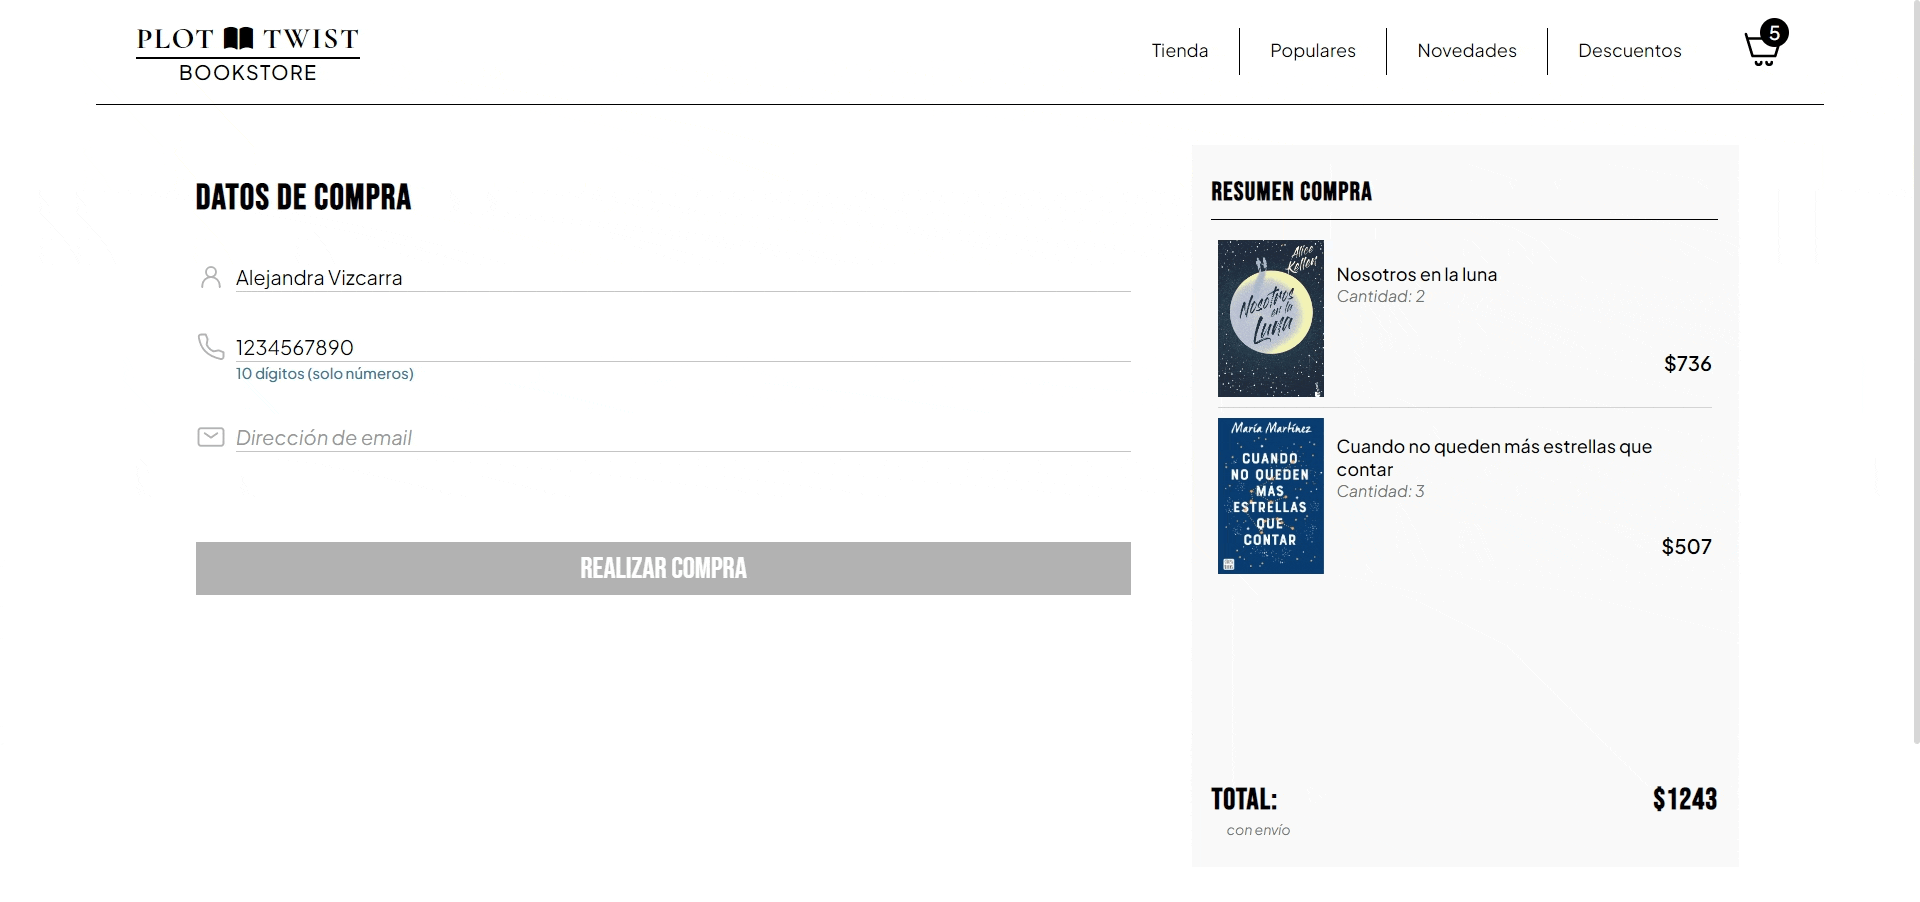 PLOT TWIST
BOOKSTORE
Tienda
Populares
Novedades
Descuentos
5
DATOS DE COMPRA
Alejandra Vizcarra
1234567890
10 dígitos (solo números)
Dirección de email
REALIZAR COMPRA
RESUMEN COMPRA
Alice
Kellen
Nosotros
en la
Luna
Nosotros en la luna
Cantidad: 2
$736
María Martínez
CUANDO
NO QUEDEN
MÁS
ESTRELLAS
QUE
CONTAR
Cuando no queden más estrellas que
contar
Cantidad: 3
$507
TOTAL:
$1243
con envío